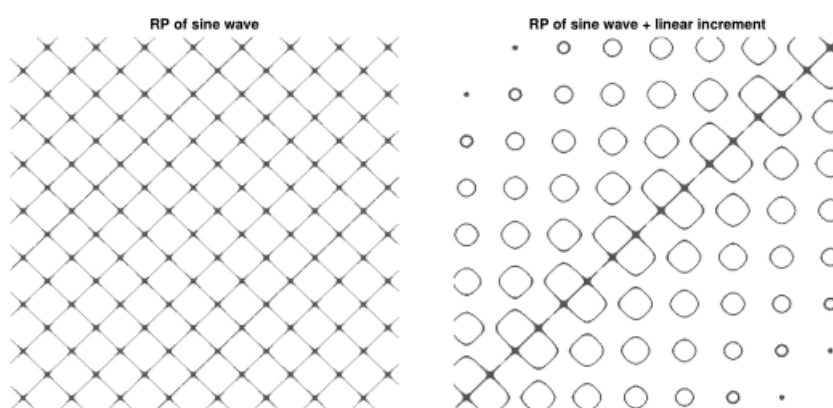 RP of sine wave
RP of sine wave + linear increment